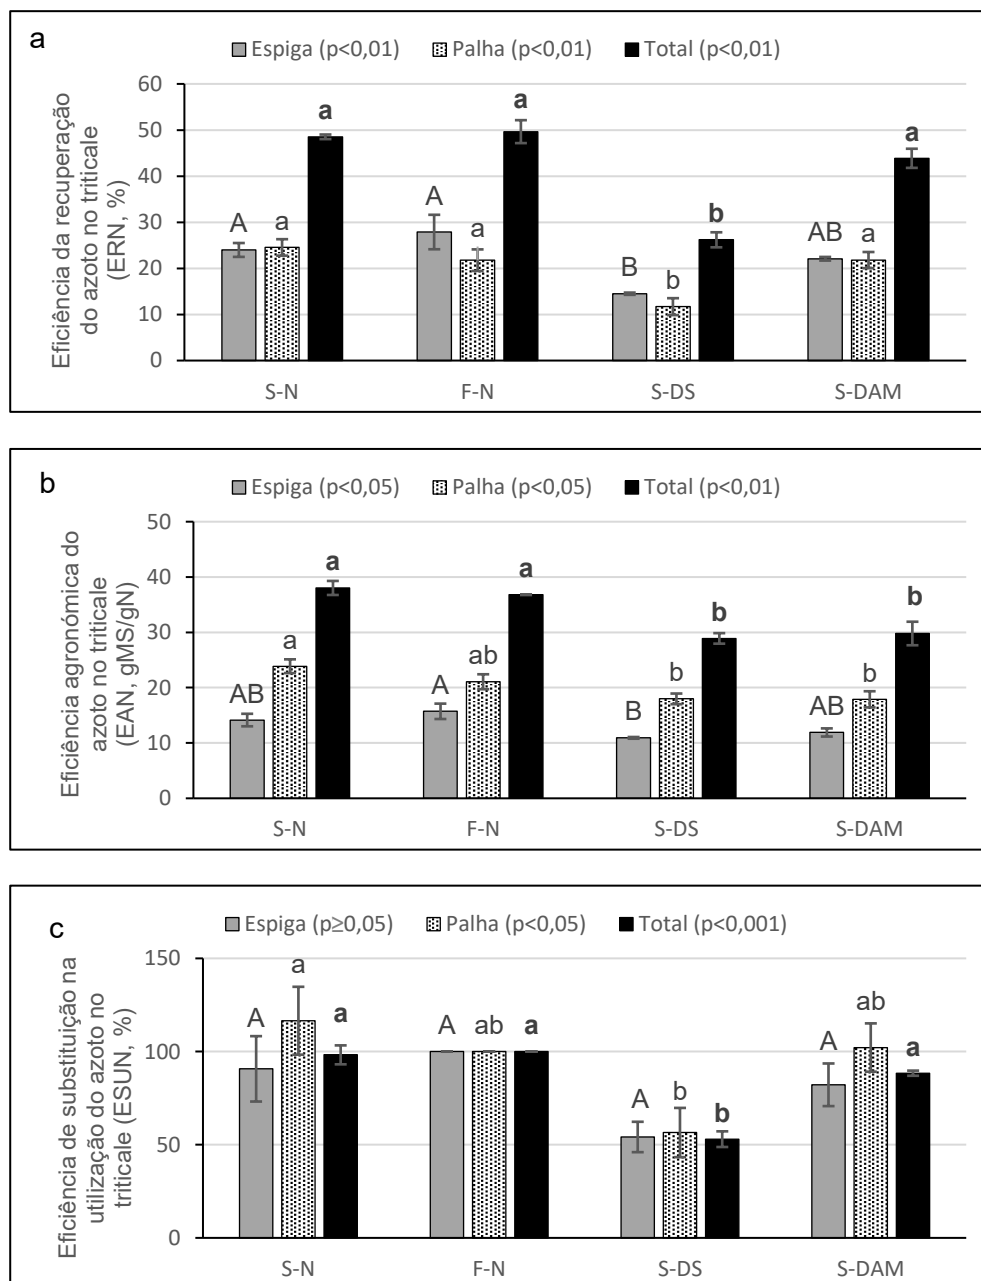 a
Espiga (p<0,01) Palha (p<0,01) Total (p<0,01)
Eficiência da recuperação
do azoto no triticale
(ERN, %)
60
50
40
30
20
10
0
A a a
A a a
B b b
AB a a
S-N F-N S-DS S-DAM
b
Espiga (p<0,05) Palha (p<0,05) Total (p<0,01)
Eficiência agronómica do
azoto no triticale
(EAN, gMS/gN)
50
40
30
20
10
0
AB a a
A ab a
B b b
AB b b
S-N F-N S-DS S-DAM
c
Espiga (p≥0,05) Palha (p<0,05) Total (p<0,001)
Eficiência de substituição na
utilização do azoto no
triticale (ESUN, %)
150
100
50
0
A a a
A ab a
A b b
A ab a
S-N F-N S-DS S-DAM